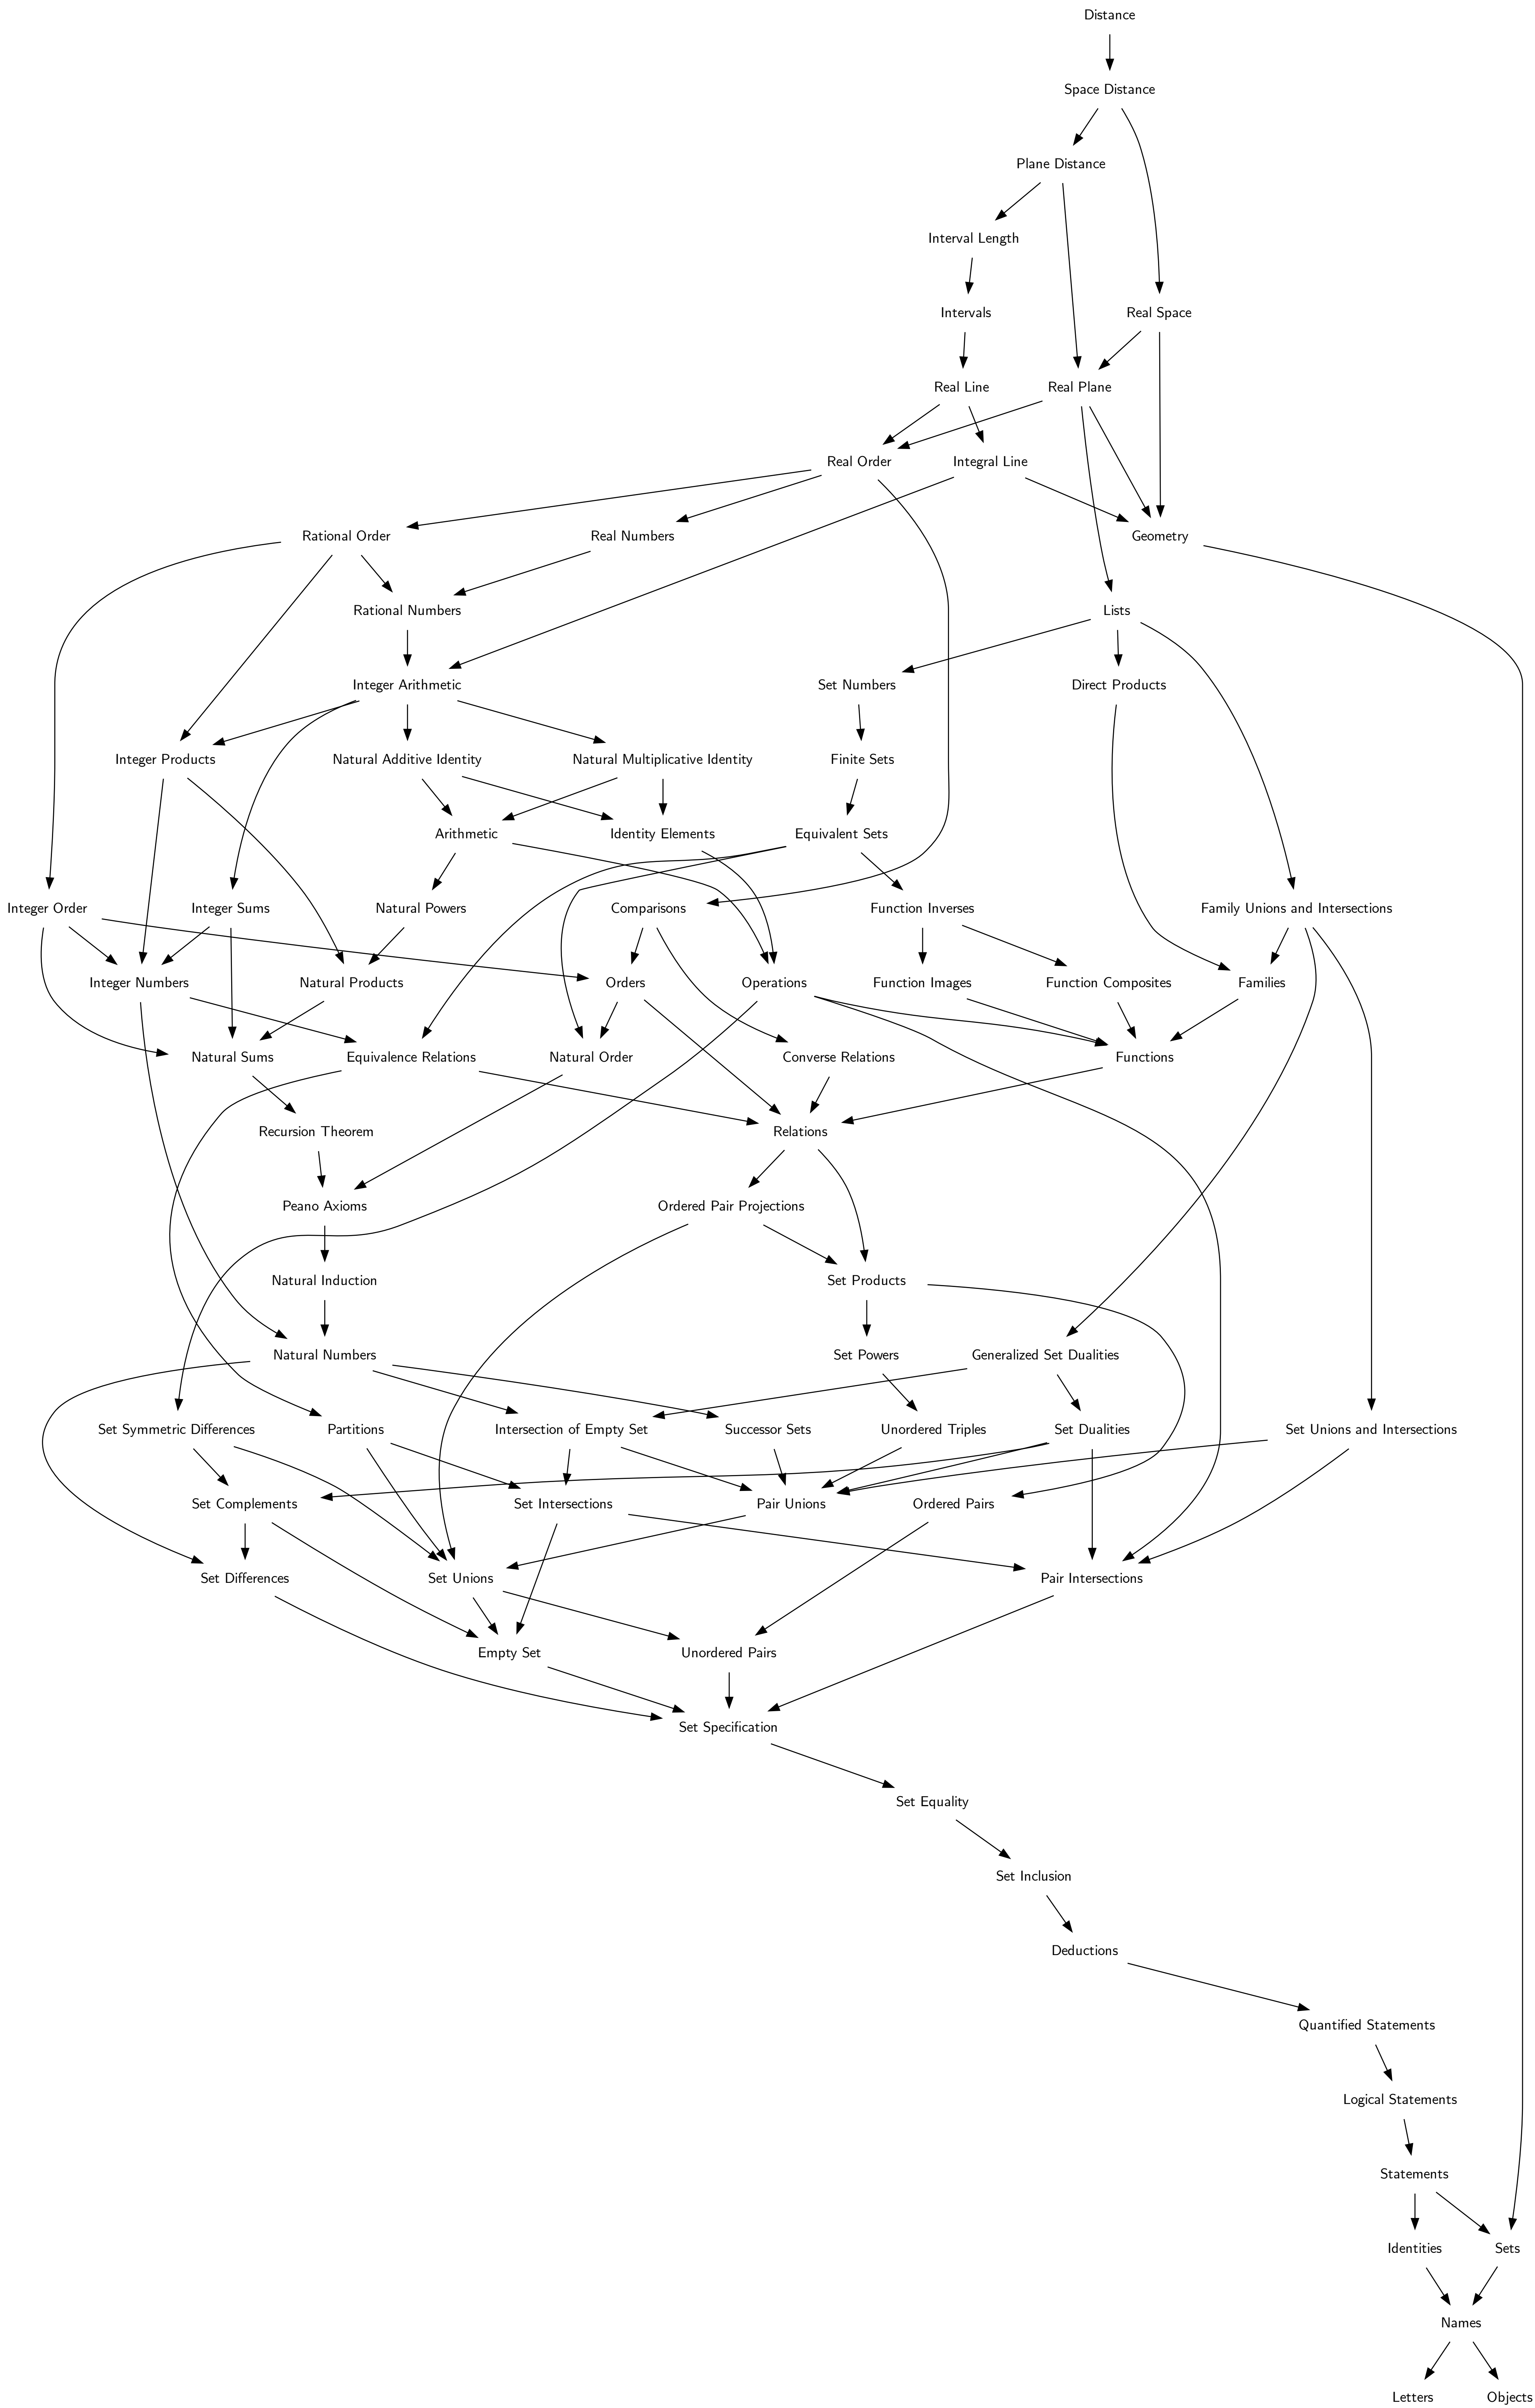 Distance
Space Distance
Plane Distance
Interval Length
Intervals
Real Space
Real Line
Real Plane
Real Order
Integral Line
Rational Order
Real Numbers
Geometry
Rational Numbers
Lists
Integer Arithmetic
Set Numbers
Direct Products
Integer Products
Natural Additive Identity
Natural Multiplicative Identity
Finite Sets
Arithmetic
Identity Elements
Equivalent Sets
Integer Order
Integer Sums
Natural Powers
Comparisons
Function Inverses
Family Unions and Intersections
Integer Numbers
Natural Products
Orders
Operations
Function Images
Function Composites
Families
Natural Sums
Equivalence Relations
Natural Order
Converse Relations
Functions
Recursion Theorem
Relations
Peano Axioms
Ordered Pair Projections
Natural Induction
Set Products
Natural Numbers
Set Powers
Generalized Set Dualities
Set Symmetric Differences
Partitions
Intersection of Empty Set
Successor Sets
Unordered Triples
Set Dualities
Set Unions and Intersections
Set Complements
Set Intersections
Pair Unions
Ordered Pairs
Set Differences
Set Unions
Pair Intersections
Empty Set
Unordered Pairs
Set Specification
Set Equality
Set Inclusion
Deductions
Quantified Statements
Logical Statements
Statements
Identities
Sets
Names
Letters
Objects